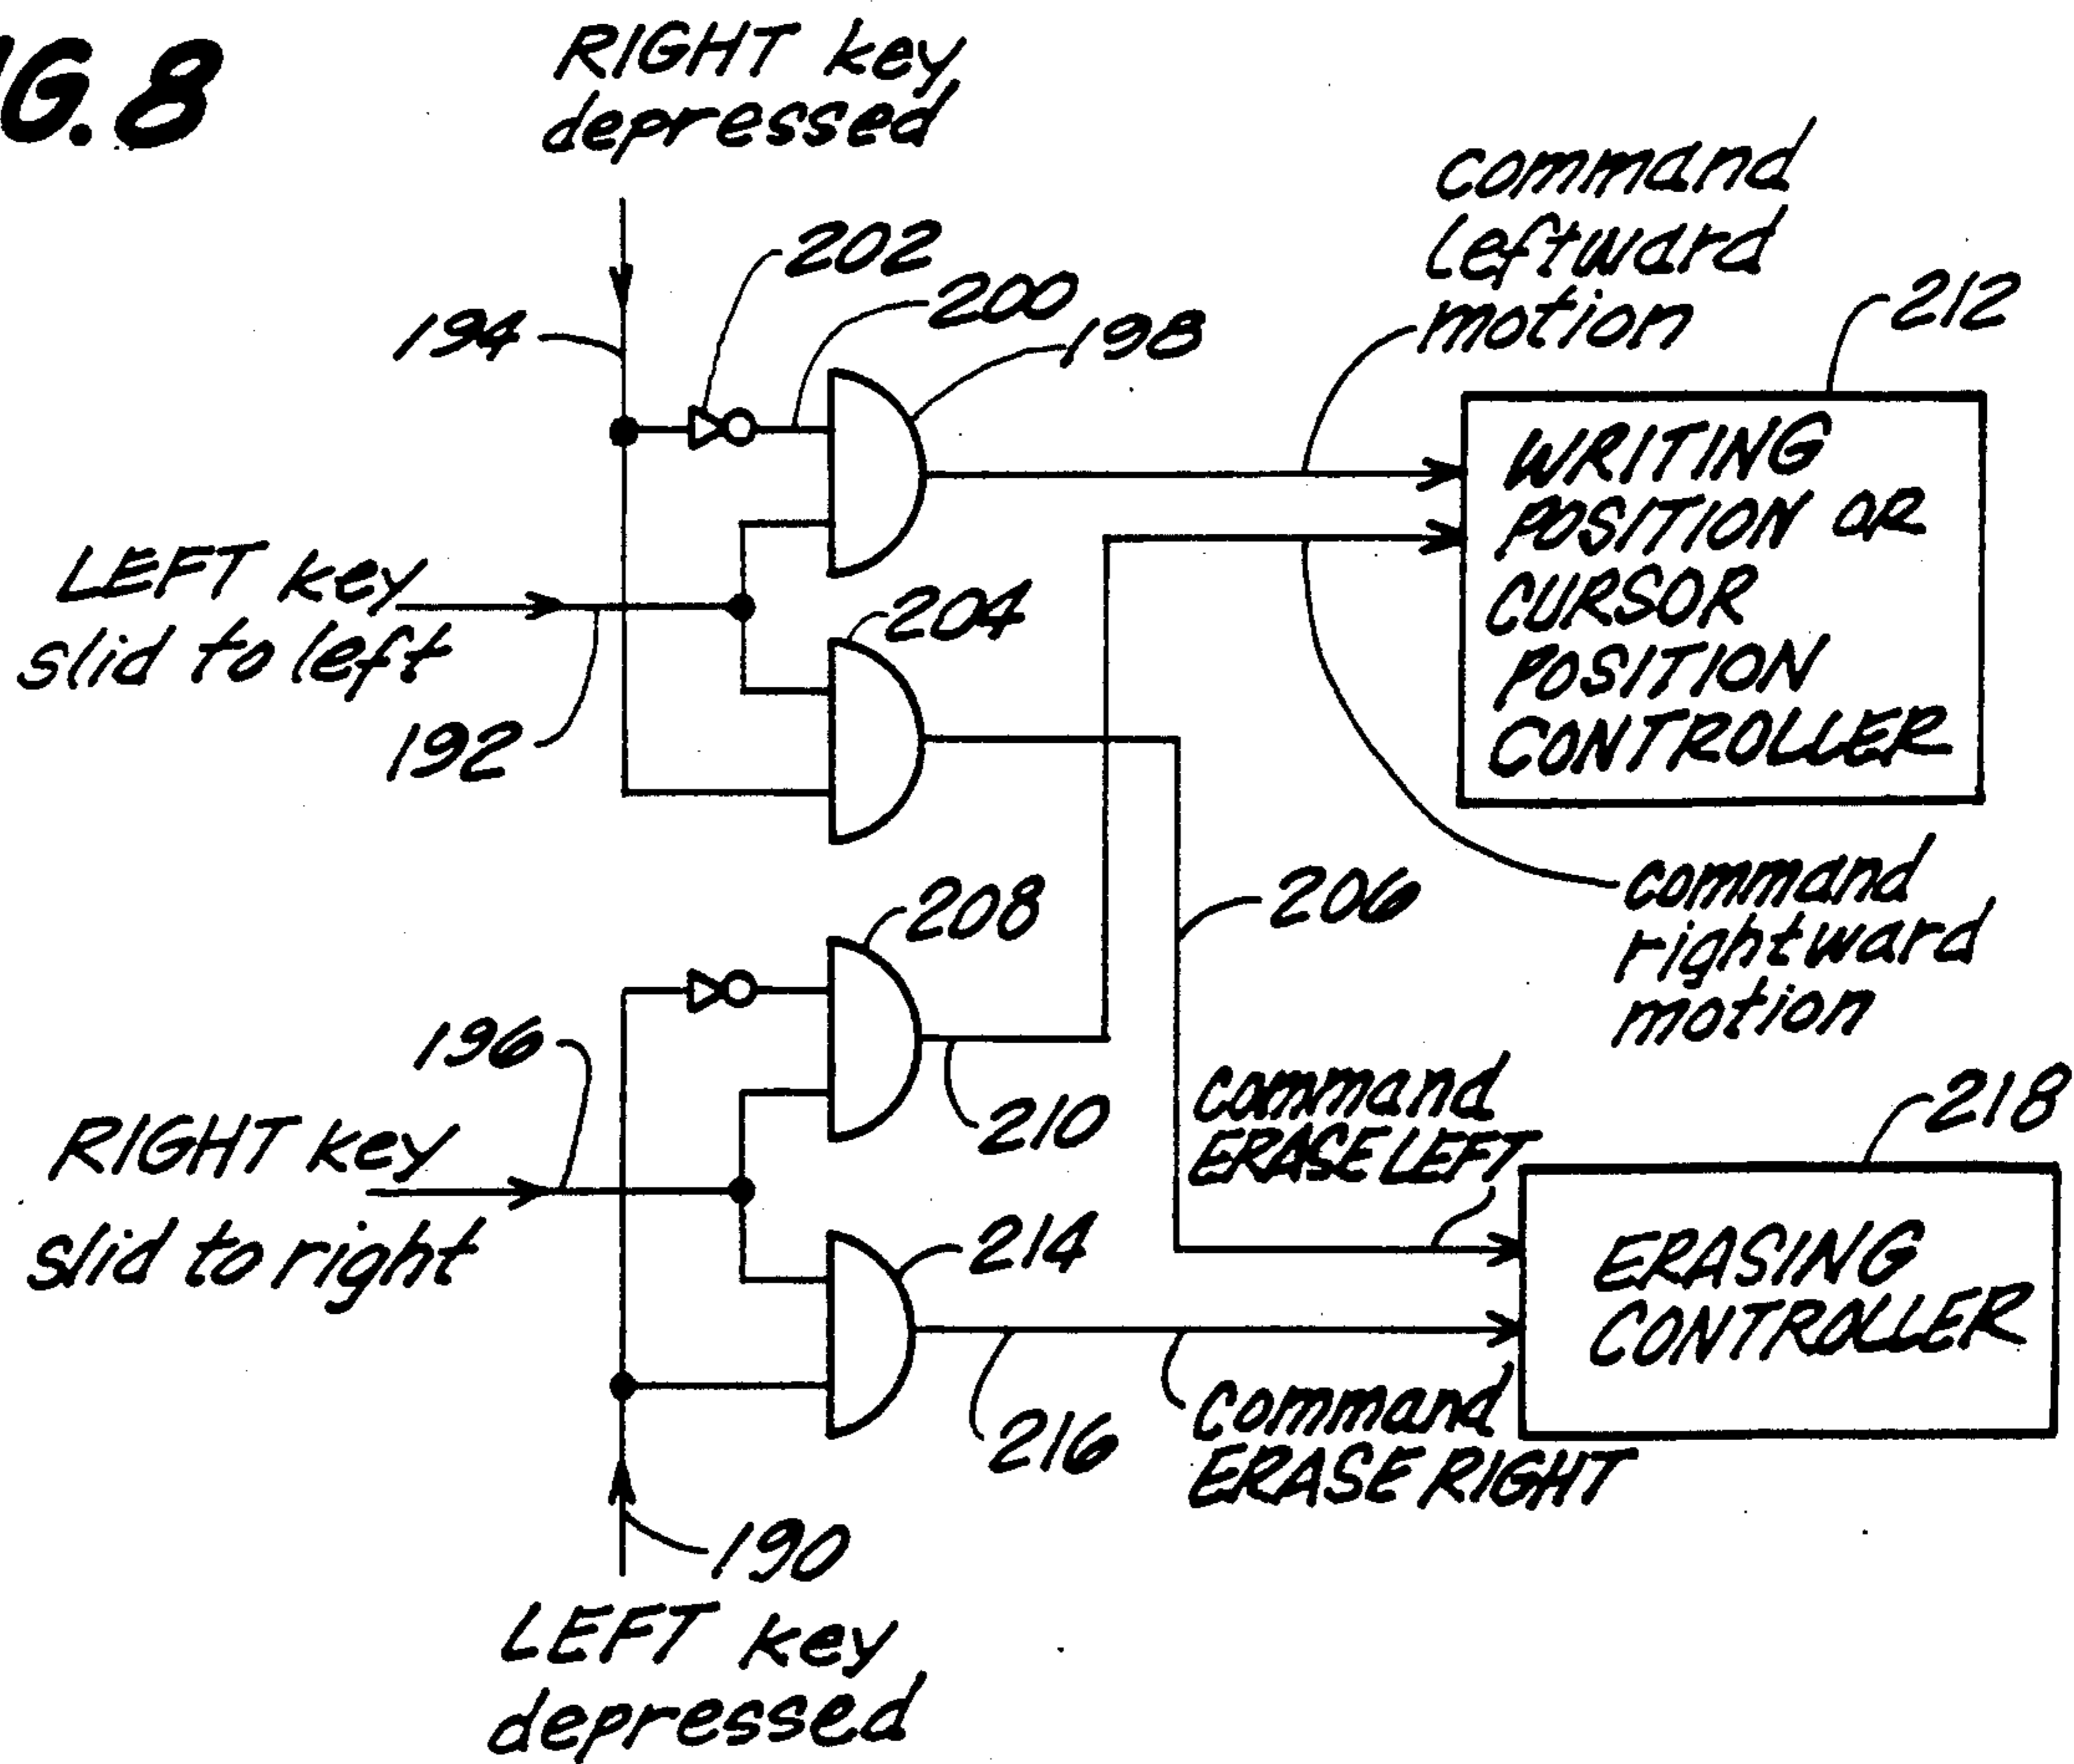 G. 8
RIGHT key
depressed
command
leftward
motion
202
200
198
212
194
WRITING
POSITION OR
CURSOR
POSITION
CONTROLLER
LEFT key
slid to left
204
192
206
command
rightward
motion
208
196
210
command
ERASE LEFT
218
RIGHT key
slid to right
214
ERASING
CONTROLLER
216
command
ERASE RIGHT
190
LEFT key
depressed